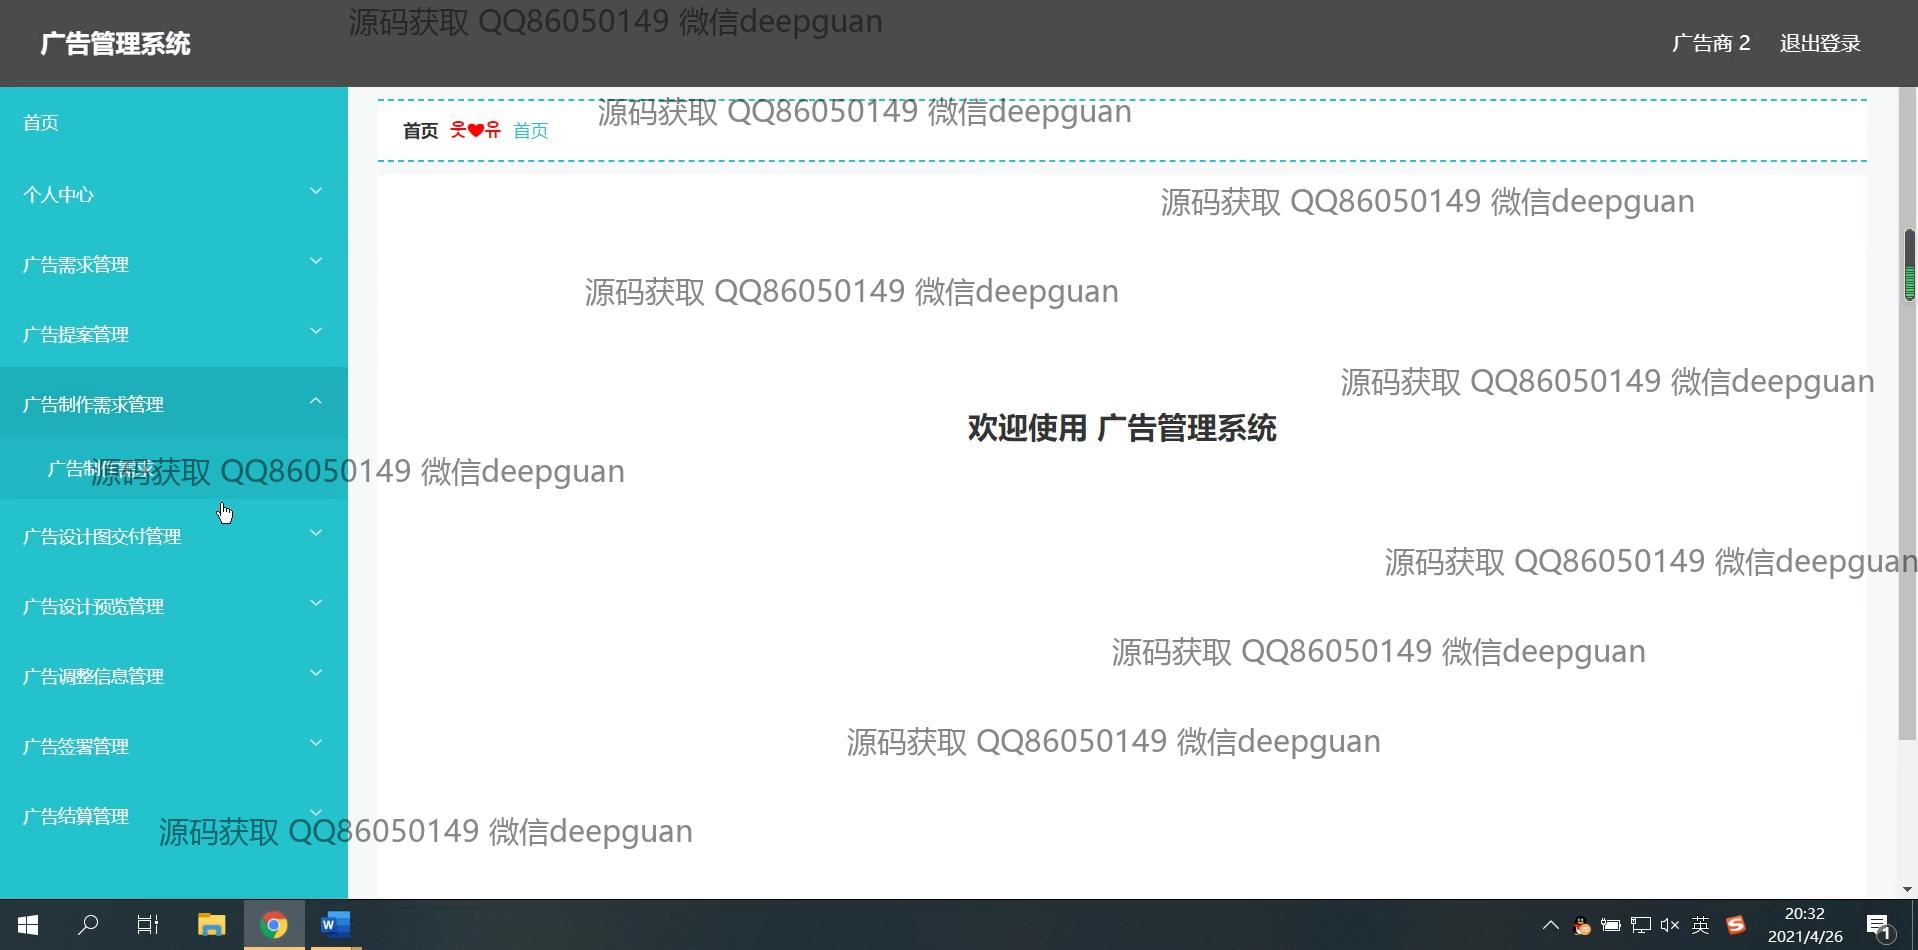 源码获取 QQ86050149 微信deepguan
广告管理系统
广告商 2 退出登录
首页
源码获取 QQ86050149 微信deepguan
首页 웃❤유 首页
个人中心
源码获取 QQ86050149 微信deepguan
广告需求管理
源码获取 QQ86050149 微信deepguan
广告提案管理
源码获取 QQ86050149 微信deepguan
广告制作需求管理
欢迎使用 广告管理系统
广告制作需求
源码获取 QQ86050149 微信deepguan
广告设计图交付管理
源码获取 QQ86050149 微信deepguan
广告设计预览管理
源码获取 QQ86050149 微信deepguan
广告调整信息管理
广告签署管理
源码获取 QQ86050149 微信deepguan
广告结算管理
源码获取 QQ86050149 微信deepguan
英
20:32
2021/4/26
1